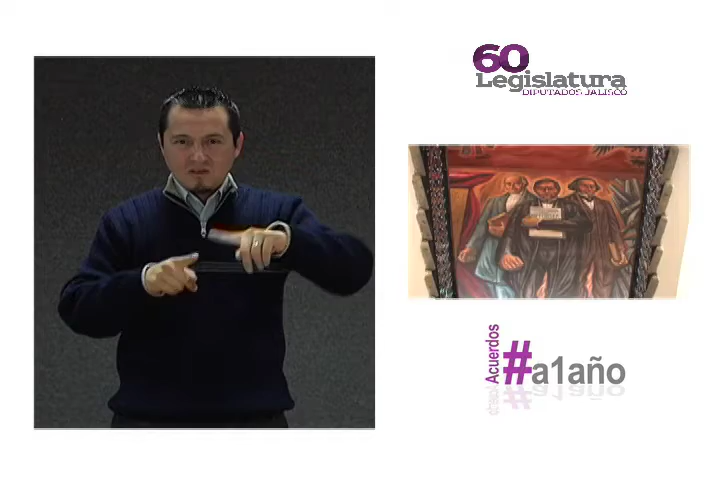 60
Legislatura
DIPUTADOS JALISCO
Acuerdos
#a1año